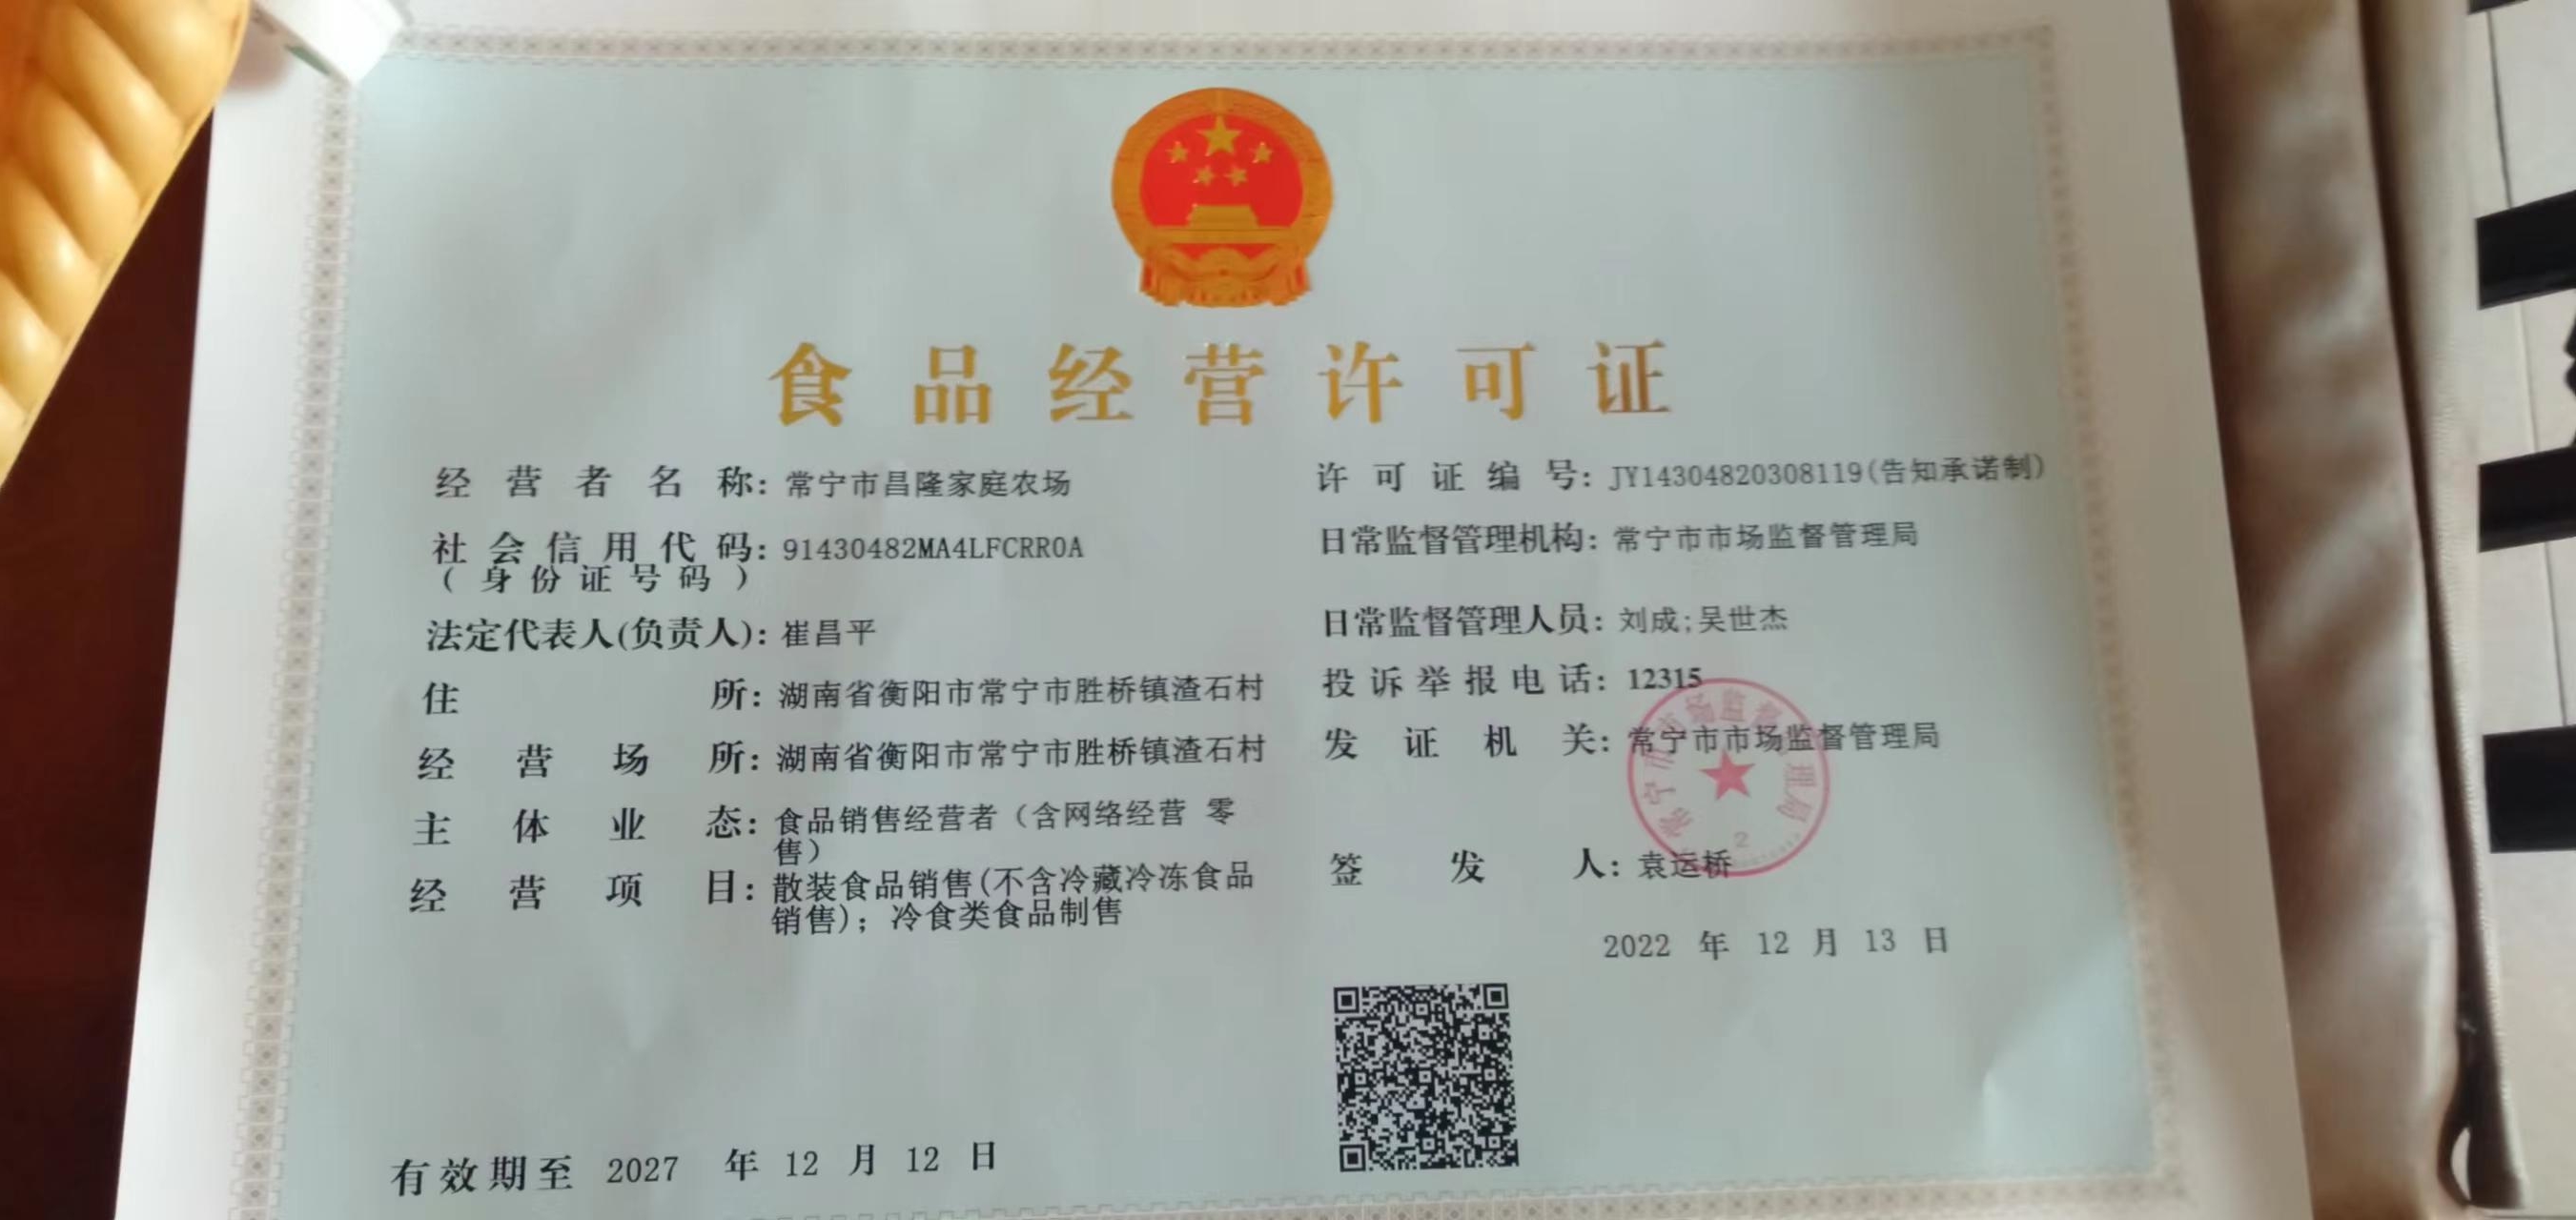 食品经营许可证
经营者名称：常宁市昌隆家庭农场
社会信用代码：91430482MA4LFCRR0A
（身份证号码）
法定代表人(负责人)：崔昌平
住所：湖南省衡阳市常宁市胜桥镇渣石村
经营场所：湖南省衡阳市常宁市胜桥镇渣石村
主体业态：食品销售经营者（含网络经营 零
售）
经营项目：散装食品销售(不含冷藏冷冻食品
销售)；冷食类食品制售
许可证编号：JY14304820308119(告知承诺制)
日常监督管理机构：常宁市市场监督管理局
日常监督管理人员：刘成;吴世杰
投诉举报电话：12315
发证机关：常宁市市场监督管理局
签发人：袁运桥
常宁市市场监督管理局
2
2022 年 12 月 13 日
有效期至 2027 年 12 月 12 日